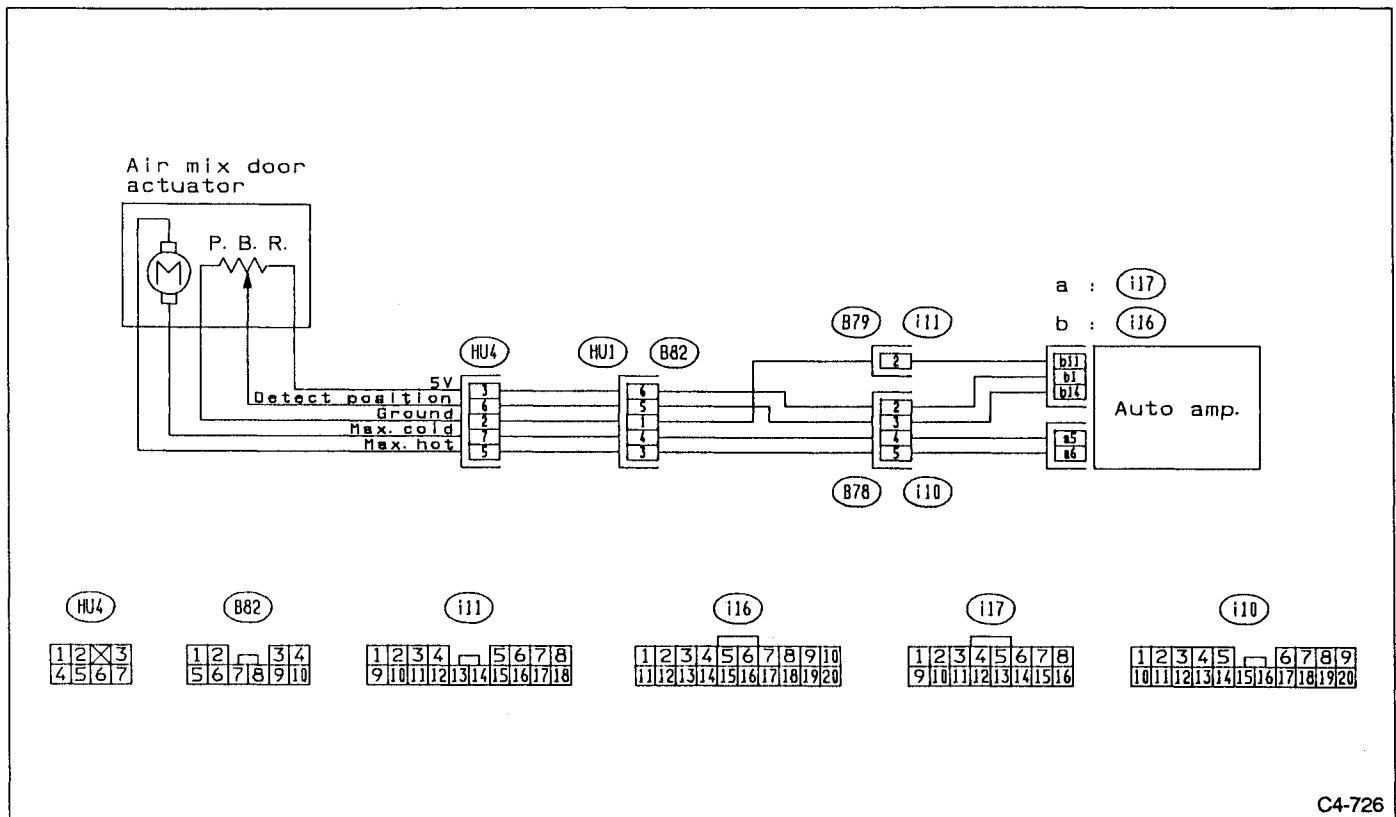 Air mix door
actuator
P. B. R.
M
a : i17
b : i16
B79 i11
HU4 HU1 B82
5V
Detect position
Ground
Max. cold
Max. hot
3
6
2
7
5
6
5
1
4
3
2
2
3
4
5
b11
b1
b14
a5
a6
Auto amp.
B78 i10
HU4 B82 i11 i16 i17 i10
1 2 3
4 5 6 7
1 2 3 4
5 6 7 8 9 10
1 2 3 4 5 6 7 8
9 10 11 12 13 14 15 16 17 18
1 2 3 4 5 6 7 8 9 10
11 12 13 14 15 16 17 18 19 20
1 2 3 4 5 6 7 8
9 10 11 12 13 14 15 16
1 2 3 4 5 6 7 8 9
10 11 12 13 14 15 16 17 18 19 20
C4-726